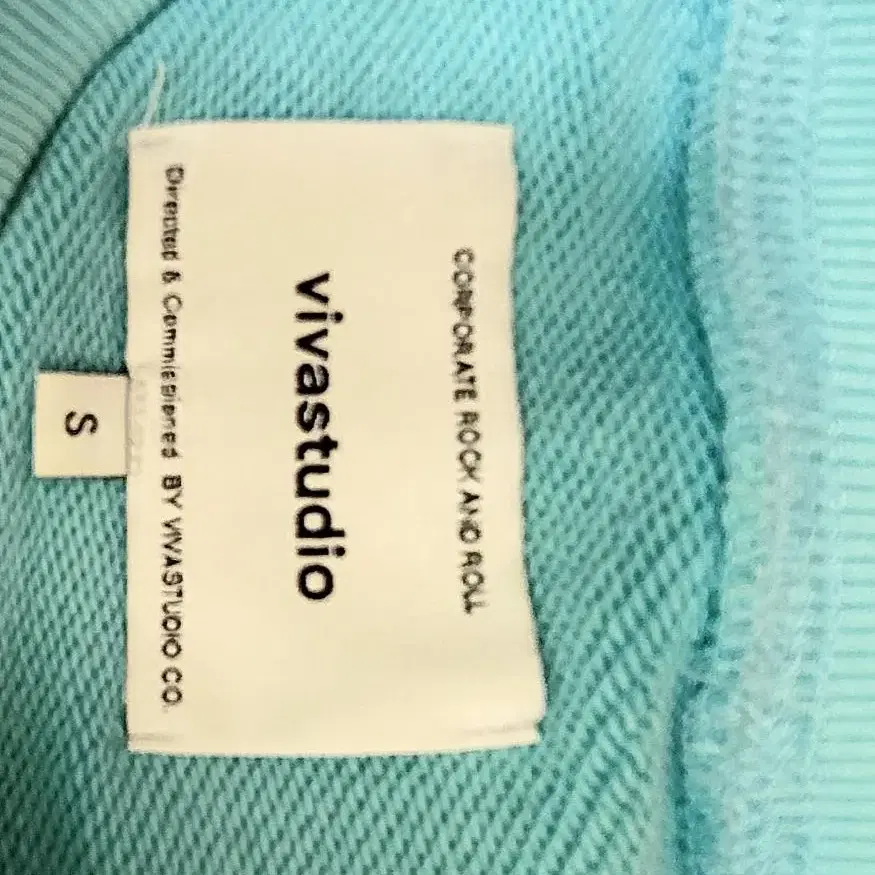 CORPORATE ROCK AND ROLL
vivastudio
Directed & Commissioned BY VIVASTUDIO CO.
S